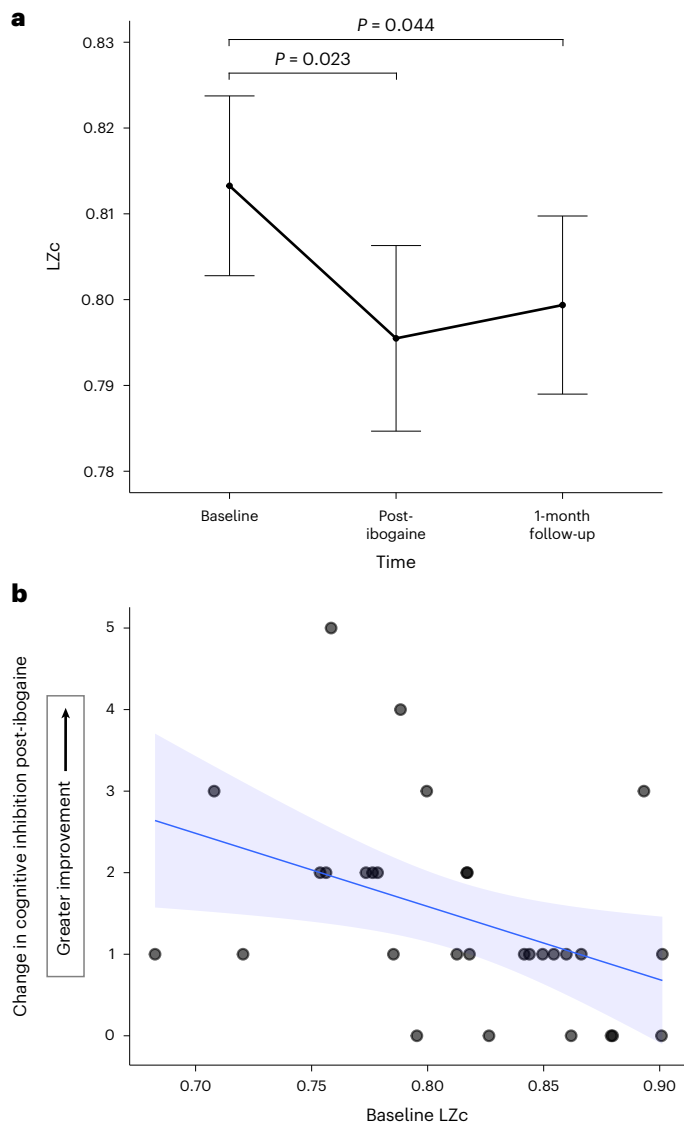 a
P = 0.044
P = 0.023
0.83
0.82
0.81
0.80
0.79
0.78
LZc
Baseline
Post-
ibogaine
1-month
follow-up
Time
b
Change in cognitive inhibition post-ibogaine
Greater improvement
5
4
3
2
1
0
0.70
0.75
0.80
0.85
0.90
Baseline LZc